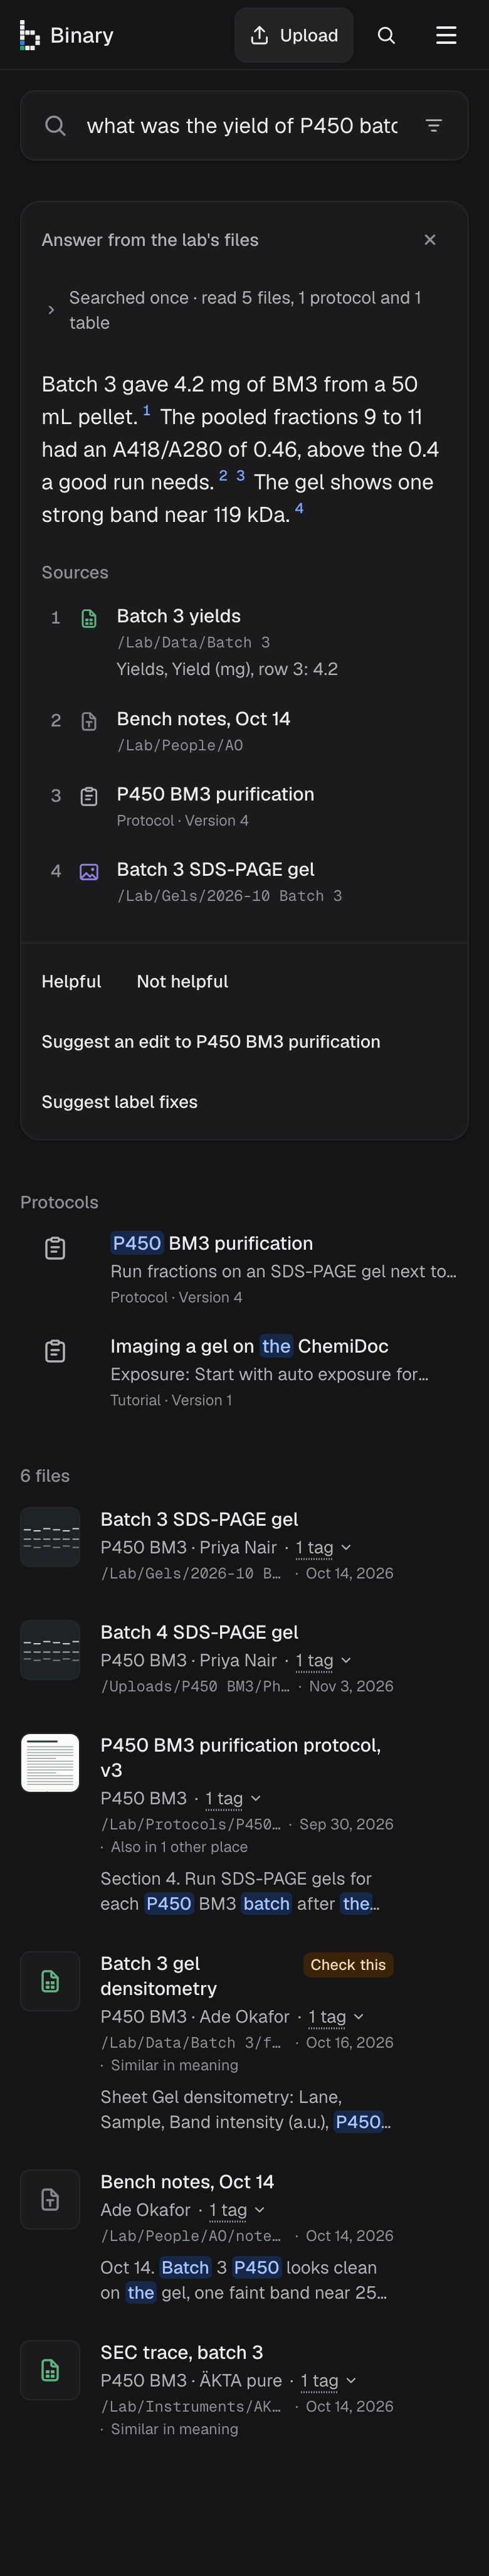 Binary
Upload
what was the yield of P450 batc
Answer from the lab's files
Searched once · read 5 files, 1 protocol and 1
table
Batch 3 gave 4.2 mg of BM3 from a 50
mL pellet. 1 The pooled fractions 9 to 11
had an A418/A280 of 0.46, above the 0.4
a good run needs. 2 3 The gel shows one
strong band near 119 kDa. 4
Sources
1 Batch 3 yields
/Lab/Data/Batch 3
Yields, Yield (mg), row 3: 4.2
2 Bench notes, Oct 14
/Lab/People/AO
3 P450 BM3 purification
Protocol · Version 4
4 Batch 3 SDS-PAGE gel
/Lab/Gels/2026-10 Batch 3
Helpful Not helpful
Suggest an edit to P450 BM3 purification
Suggest label fixes
Protocols
P450 BM3 purification
Run fractions on an SDS-PAGE gel next to…
Protocol · Version 4
Imaging a gel on the ChemiDoc
Exposure: Start with auto exposure for…
Tutorial · Version 1
6 files
Batch 3 SDS-PAGE gel
P450 BM3 · Priya Nair · 1 tag
/Lab/Gels/2026-10 B… · Oct 14, 2026
Batch 4 SDS-PAGE gel
P450 BM3 · Priya Nair · 1 tag
/Uploads/P450 BM3/Ph… · Nov 3, 2026
P450 BM3 purification protocol,
v3
P450 BM3 · 1 tag
/Lab/Protocols/P450… · Sep 30, 2026
· Also in 1 other place
Section 4. Run SDS-PAGE gels for
each P450 BM3 batch after the…
Batch 3 gel Check this
densitometry
P450 BM3 · Ade Okafor · 1 tag
/Lab/Data/Batch 3/f… · Oct 16, 2026
· Similar in meaning
Sheet Gel densitometry: Lane,
Sample, Band intensity (a.u.), P450…
Bench notes, Oct 14
Ade Okafor · 1 tag
/Lab/People/AO/note… · Oct 14, 2026
Oct 14. Batch 3 P450 looks clean
on the gel, one faint band near 25…
SEC trace, batch 3
P450 BM3 · ÄKTA pure · 1 tag
/Lab/Instruments/AK… · Oct 14, 2026
· Similar in meaning